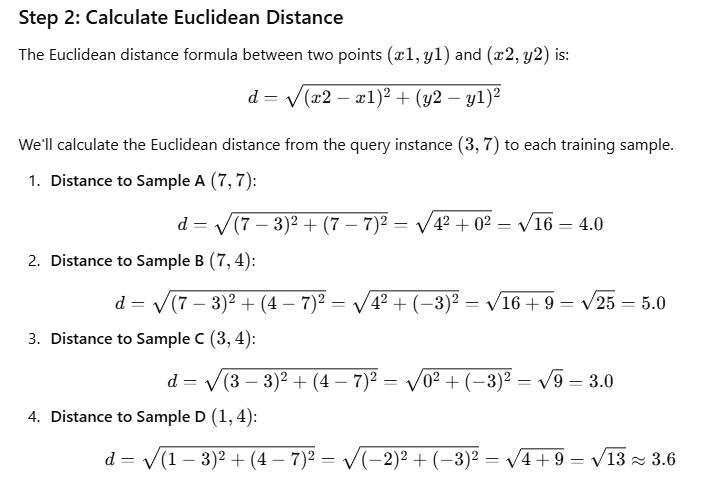 Step 2: Calculate Euclidean Distance
The Euclidean distance formula between two points (x1, y1) and (x2, y2) is:
d = √((x2 − x1)² + (y2 − y1)²)
We'll calculate the Euclidean distance from the query instance (3, 7) to each training sample.
1. Distance to Sample A (7, 7):
d = √((7 − 3)² + (7 − 7)²) = √(4² + 0²) = √16 = 4.0
2. Distance to Sample B (7, 4):
d = √((7 − 3)² + (4 − 7)²) = √(4² + (−3)²) = √(16 + 9) = √25 = 5.0
3. Distance to Sample C (3, 4):
d = √((3 − 3)² + (4 − 7)²) = √(0² + (−3)²) = √9 = 3.0
4. Distance to Sample D (1, 4):
d = √((1 − 3)² + (4 − 7)²) = √((−2)² + (−3)²) = √(4 + 9) = √13 ≈ 3.6